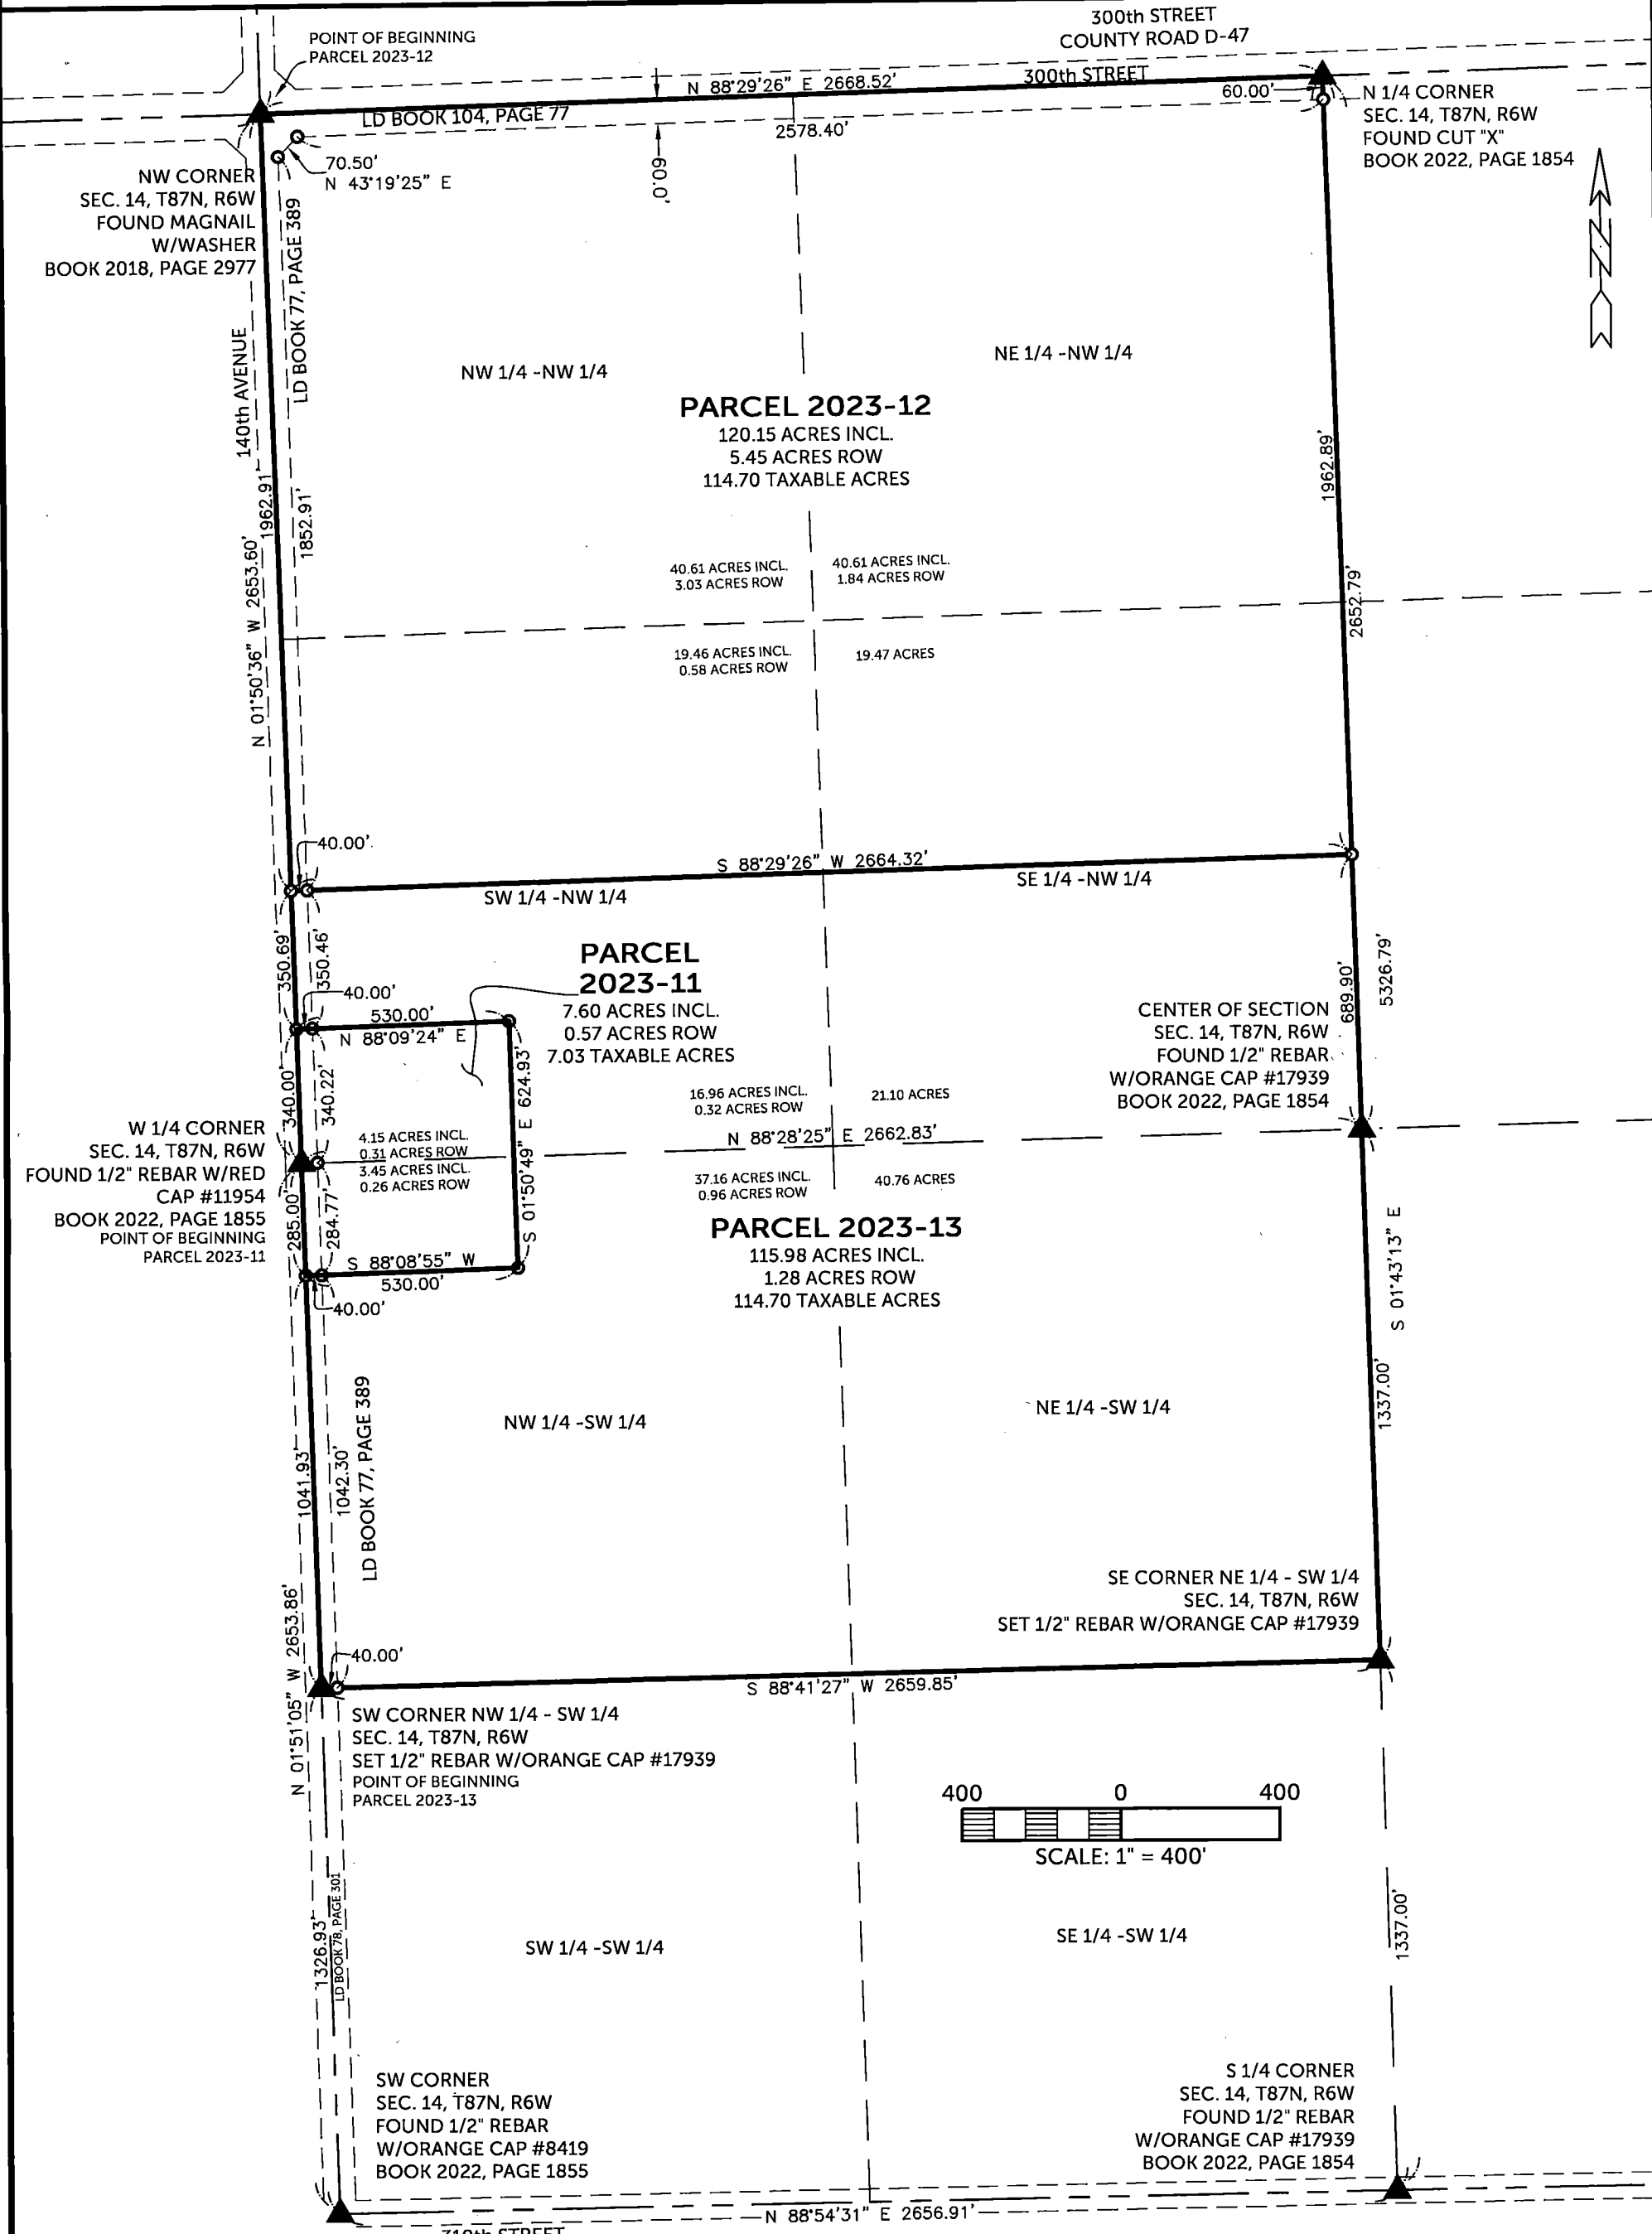 300th STREET
COUNTY ROAD D-47
POINT OF BEGINNING
PARCEL 2023-12
N 88°29'26" E 2668.52'
300th STREET
LD BOOK 104, PAGE 77
2578.40'
60.00'
60.0'
N 1/4 CORNER
SEC. 14, T87N, R6W
FOUND CUT "X"
BOOK 2022, PAGE 1854
70.50'
N 43°19'25" E
NW CORNER
SEC. 14, T87N, R6W
FOUND MAGNAIL
W/WASHER
BOOK 2018, PAGE 2977
N
LD BOOK 77, PAGE 389
140th AVENUE
NW 1/4 -NW 1/4
NE 1/4 -NW 1/4
PARCEL 2023-12
120.15 ACRES INCL.
5.45 ACRES ROW
114.70 TAXABLE ACRES
1962.91'
1852.91'
1962.89'
N 01°50'36" W 2653.60'
2652.79'
40.61 ACRES INCL.
3.03 ACRES ROW
40.61 ACRES INCL.
1.84 ACRES ROW
19.46 ACRES INCL.
0.58 ACRES ROW
19.47 ACRES
40.00'
S 88°29'26" W 2664.32'
SW 1/4 -NW 1/4
SE 1/4 -NW 1/4
350.69'
350.46'
PARCEL
2023-11
7.60 ACRES INCL.
0.57 ACRES ROW
7.03 TAXABLE ACRES
40.00'
530.00'
N 88°09'24" E
689.90'
5326.79'
CENTER OF SECTION
SEC. 14, T87N, R6W
FOUND 1/2" REBAR
W/ORANGE CAP #17939
BOOK 2022, PAGE 1854
340.00'
340.22'
S 01°50'49" E 624.93'
16.96 ACRES INCL.
0.32 ACRES ROW
21.10 ACRES
W 1/4 CORNER
SEC. 14, T87N, R6W
FOUND 1/2" REBAR W/RED
CAP #11954
BOOK 2022, PAGE 1855
POINT OF BEGINNING
PARCEL 2023-11
4.15 ACRES INCL.
0.31 ACRES ROW
3.45 ACRES INCL.
0.26 ACRES ROW
N 88°28'25" E 2662.83'
37.16 ACRES INCL.
0.96 ACRES ROW
40.76 ACRES
285.00'
284.77'
S 88°08'55" W
530.00'
40.00'
PARCEL 2023-13
115.98 ACRES INCL.
1.28 ACRES ROW
114.70 TAXABLE ACRES
S 01°43'13" E
1337.00'
LD BOOK 77, PAGE 389
NW 1/4 -SW 1/4
NE 1/4 -SW 1/4
1041.93'
1042.30'
SE CORNER NE 1/4 - SW 1/4
SEC. 14, T87N, R6W
SET 1/2" REBAR W/ORANGE CAP #17939
N 01°51'05" W 2653.86'
40.00'
S 88°41'27" W 2659.85'
SW CORNER NW 1/4 - SW 1/4
SEC. 14, T87N, R6W
SET 1/2" REBAR W/ORANGE CAP #17939
POINT OF BEGINNING
PARCEL 2023-13
400 0 400
SCALE: 1" = 400'
1326.93'
LD BOOK 78, PAGE 301
1337.00'
SW 1/4 -SW 1/4
SE 1/4 -SW 1/4
SW CORNER
SEC. 14, T87N, R6W
FOUND 1/2" REBAR
W/ORANGE CAP #8419
BOOK 2022, PAGE 1855
S 1/4 CORNER
SEC. 14, T87N, R6W
FOUND 1/2" REBAR
W/ORANGE CAP #17939
BOOK 2022, PAGE 1854
N 88°54'31" E 2656.91'
310th STREET